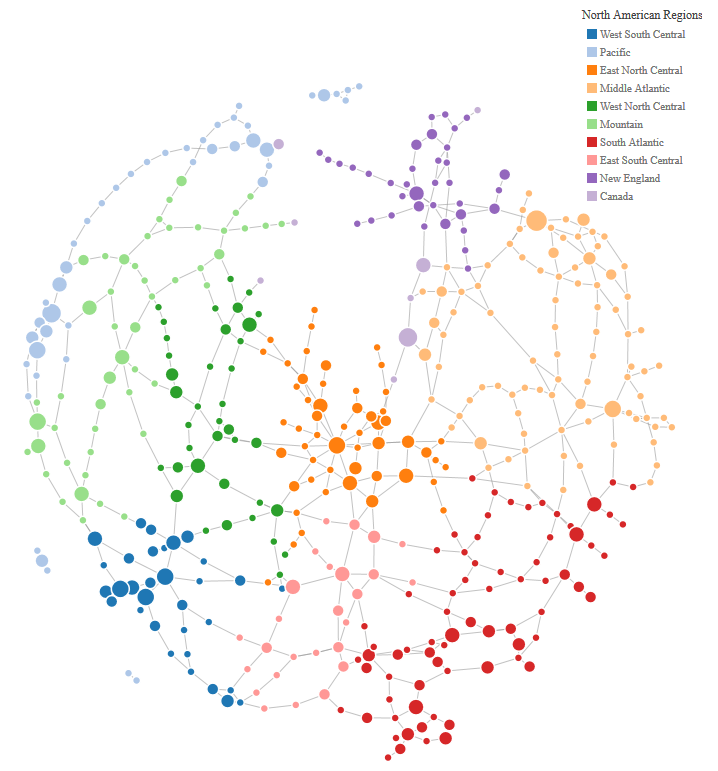 North American Regions
West South Central
Pacific
East North Central
Middle Atlantic
West North Central
Mountain
South Atlantic
East South Central
New England
Canada